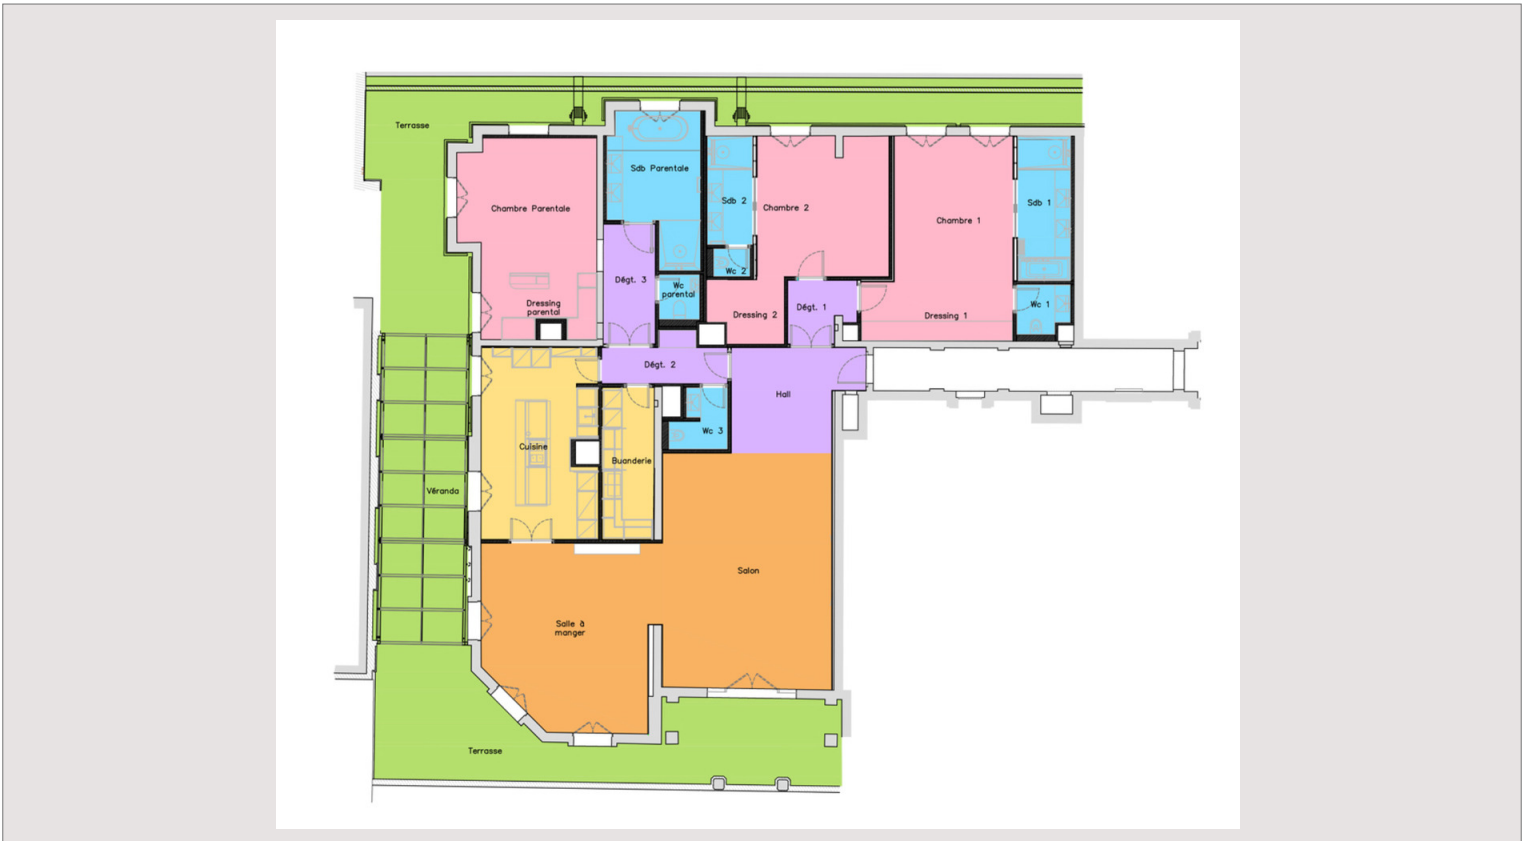 Terrasse
Sdb Parentale
Chambre Parentale
Sdb 2
Chambre 2
Chambre 1
Sdb 1
Wc 2
Dégt. 3
Wc
parental
Dressing
parental
Dressing 2
Dégt. 1
Dressing 1
Wc 1
Dégt. 2
Hall
Wc 3
Cuisine
Buanderie
Véranda
Salon
Salle à
manger
Terrasse